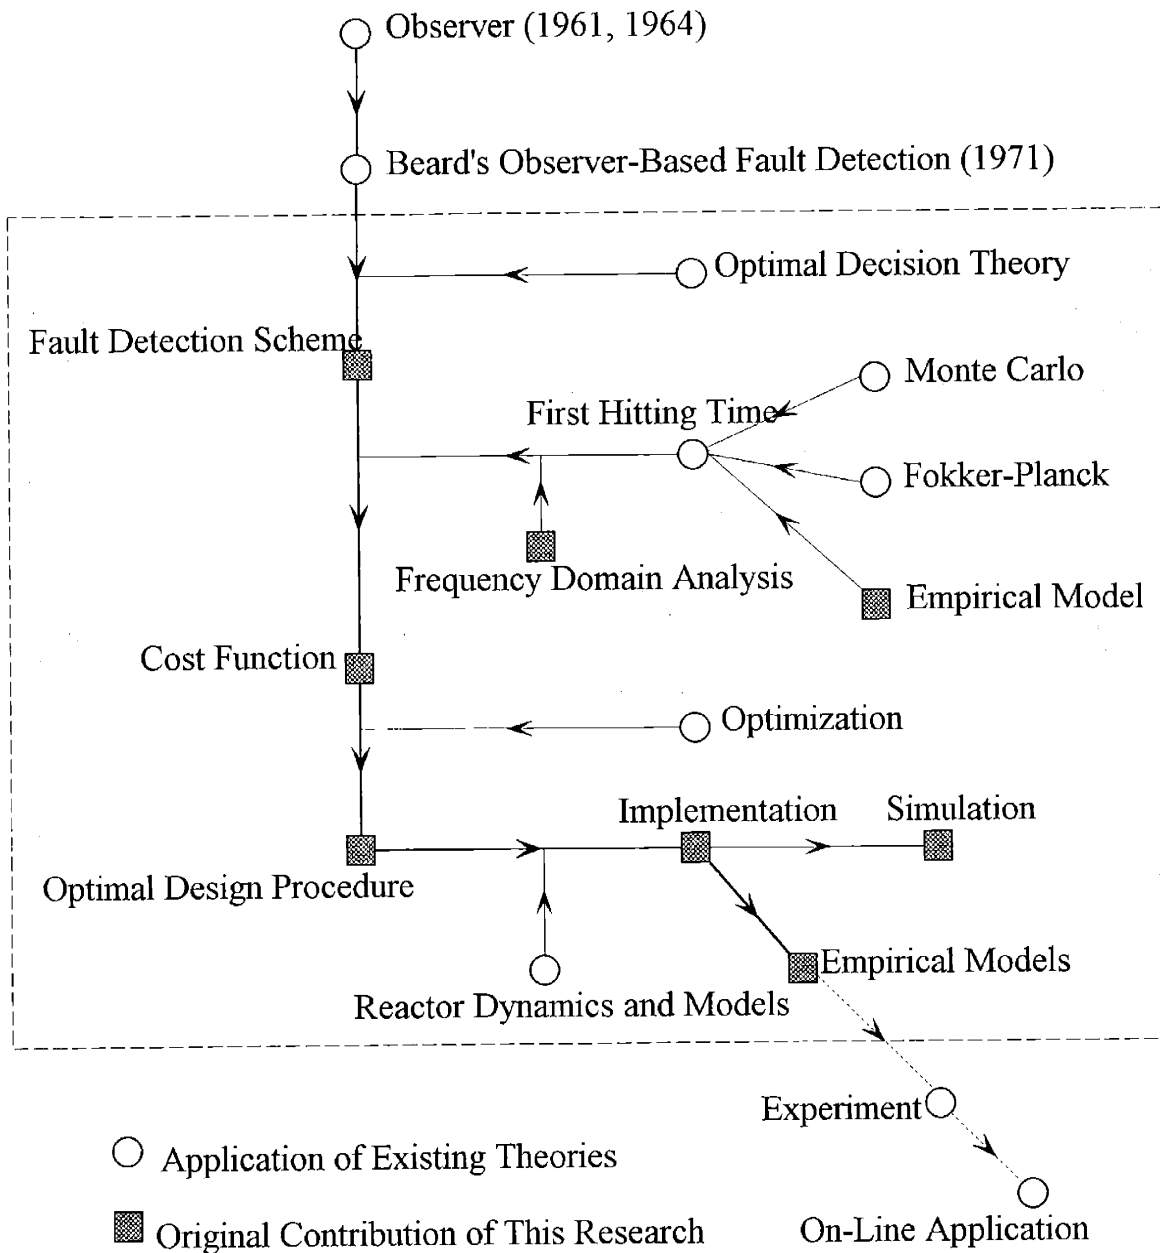 Observer (1961, 1964)
Beard's Observer-Based Fault Detection (1971)
Optimal Decision Theory
Fault Detection Scheme
Monte Carlo
First Hitting Time
Fokker-Planck
Frequency Domain Analysis
Empirical Model
Cost Function
Optimization
Implementation
Simulation
Optimal Design Procedure
Empirical Models
Reactor Dynamics and Models
Experiment
Application of Existing Theories
Original Contribution of This Research
On-Line Application